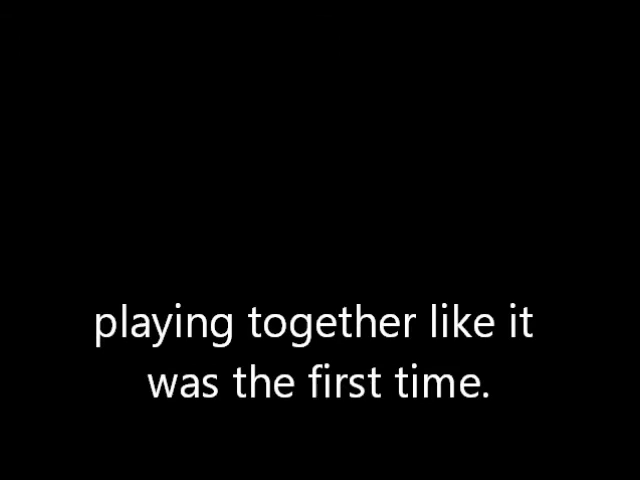 playing together like it
was the first time.